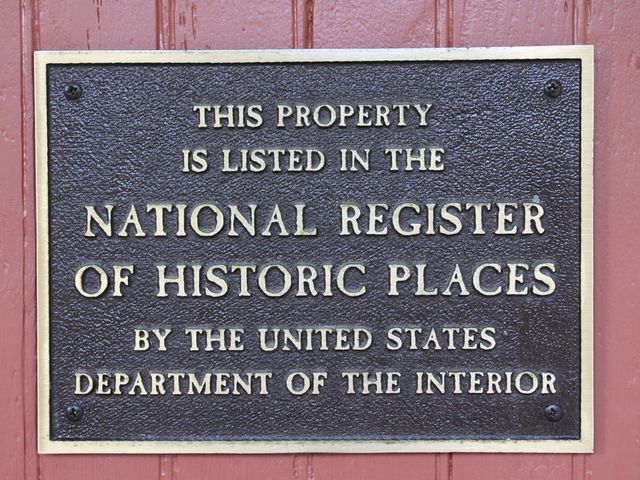 THIS PROPERTY
IS LISTED IN THE
NATIONAL REGISTER
OF HISTORIC PLACES
BY THE UNITED STATES
DEPARTMENT OF THE INTERIOR